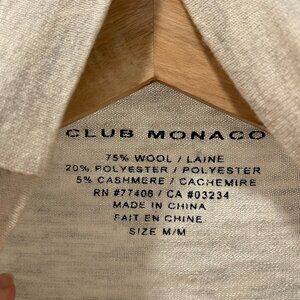 CLUB MONACO
75% WOOL / LAINE
20% POLYESTER / POLYESTER
5% CASHMERE / CACHEMIRE
RN #77408 / CA #03234
MADE IN CHINA
FAIT EN CHINE
SIZE M/M